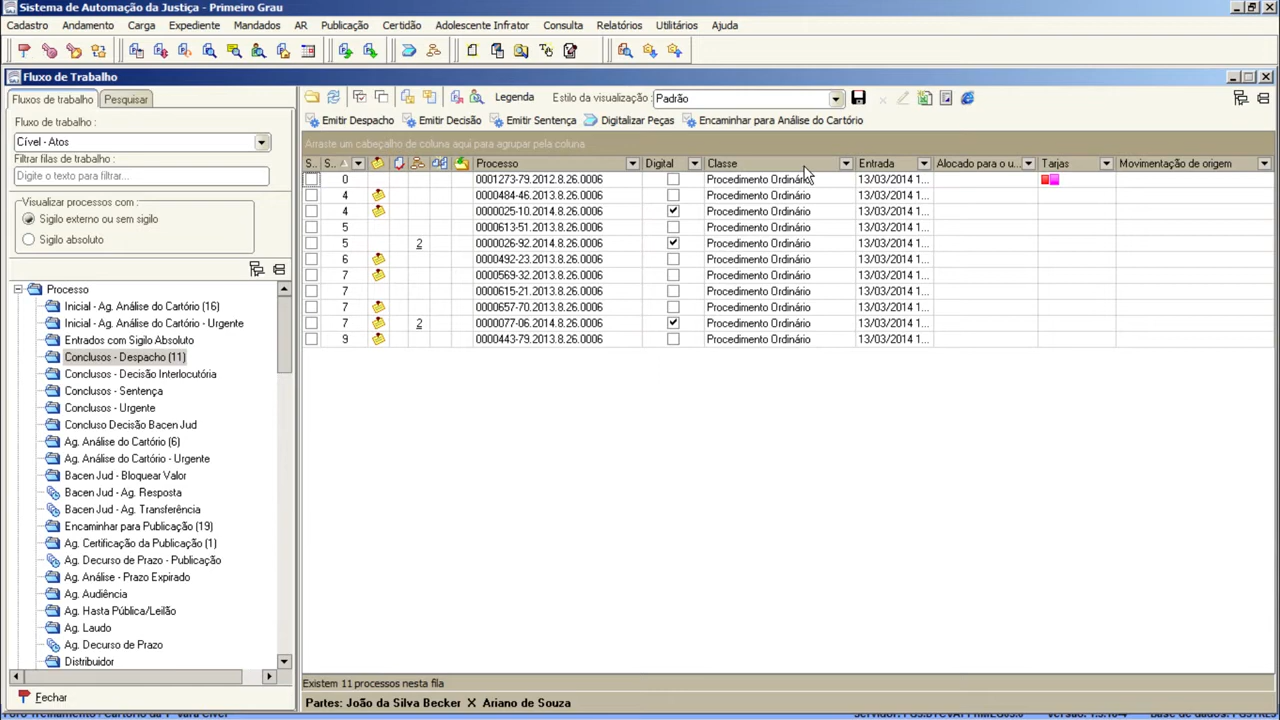 Sistema de Automação da Justiça - Primeiro Grau
Cadastro Andamento Carga Expediente Mandados AR Publicação Certidão Adolescente Infrator Consulta Relatórios Utilitários Ajuda
Fluxo de Trabalho
Fluxos de trabalho Pesquisar
Legenda Estilo da visualização : Padrão
Fluxo de trabalho :
Cível - Atos
Filtrar filas de trabalho :
Digite o texto para filtrar...
Visualizar processos com :
Sigilo externo ou sem sigilo
Sigilo absoluto
Processo
Inicial - Ag. Análise do Cartório (16)
Inicial - Ag. Análise do Cartório - Urgente
Entrados com Sigilo Absoluto
Conclusos - Despacho (11)
Conclusos - Decisão Interlocutória
Conclusos - Sentença
Conclusos - Urgente
Concluso Decisão Bacen Jud
Ag. Análise do Cartório (6)
Ag. Análise do Cartório - Urgente
Bacen Jud - Bloquear Valor
Bacen Jud - Ag. Resposta
Bacen Jud - Ag. Transferência
Encaminhar para Publicação (19)
Ag. Certificação da Publicação (1)
Ag. Decurso de Prazo - Publicação
Ag. Análise - Prazo Expirado
Ag. Audiência
Ag. Hasta Pública/Leilão
Ag. Laudo
Ag. Decurso de Prazo
Distribuidor
Fechar
Emitir Despacho Emitir Decisão Emitir Sentença Digitalizar Peças Encaminhar para Análise do Cartório
Arraste um cabeçalho de coluna aqui para agrupar pela coluna
S.. S.. Processo Digital Classe Entrada Alocado para o u... Tarjas Movimentação de origem
0 0001273-79.2012.8.26.0006 Procedimento Ordinário 13/03/2014 1...
4 0000484-46.2013.8.26.0006 Procedimento Ordinário 13/03/2014 1...
4 0000025-10.2014.8.26.0006 Procedimento Ordinário 13/03/2014 1...
5 0000613-51.2013.8.26.0006 Procedimento Ordinário 13/03/2014 1...
5 2 0000026-92.2014.8.26.0006 Procedimento Ordinário 13/03/2014 1...
6 0000492-23.2013.8.26.0006 Procedimento Ordinário 13/03/2014 1...
7 0000569-32.2013.8.26.0006 Procedimento Ordinário 13/03/2014 1...
7 0000615-21.2013.8.26.0006 Procedimento Ordinário 13/03/2014 1...
7 0000657-70.2013.8.26.0006 Procedimento Ordinário 13/03/2014 1...
7 2 0000077-06.2014.8.26.0006 Procedimento Ordinário 13/03/2014 1...
9 0000443-79.2013.8.26.0006 Procedimento Ordinário 13/03/2014 1...
Existem 11 processos nesta fila
Partes: João da Silva Becker X Ariano de Souza
Foro Treinamento / Cartório da 1ª Vara Cível